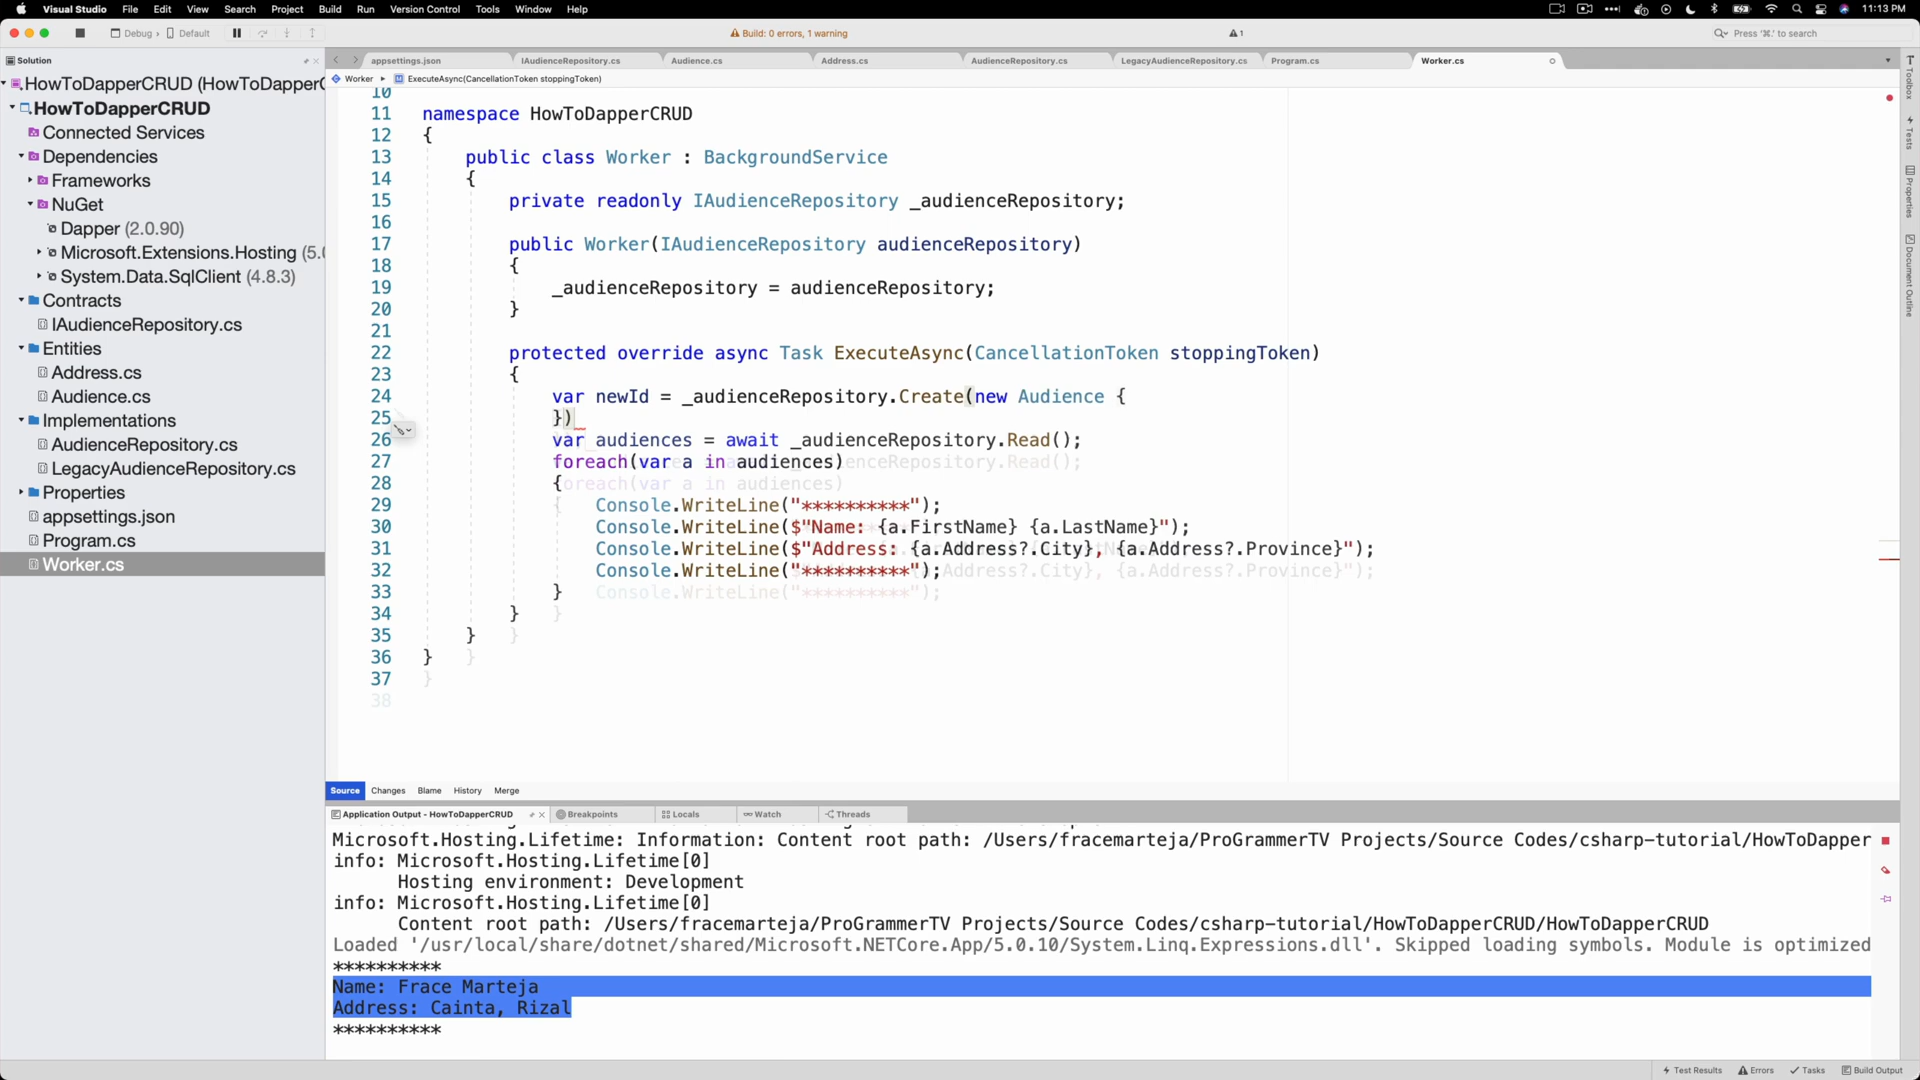 Visual Studio File Edit View Search Project Build Run Version Control Tools Window Help 11:13 PM
Debug Default Build: 0 errors, 1 warning 1 Press '⌘.' to search
Solution
appsettings.json IAudienceRepository.cs Audience.cs Address.cs AudienceRepository.cs LegacyAudienceRepository.cs Program.cs Worker.cs
Worker ExecuteAsync(CancellationToken stoppingToken)
HowToDapperCRUD (HowToDapperC
HowToDapperCRUD
Connected Services
Dependencies
Frameworks
NuGet
Dapper (2.0.90)
Microsoft.Extensions.Hosting (5.0
System.Data.SqlClient (4.8.3)
Contracts
IAudienceRepository.cs
Entities
Address.cs
Audience.cs
Implementations
AudienceRepository.cs
LegacyAudienceRepository.cs
Properties
appsettings.json
Program.cs
Worker.cs
10
11 namespace HowToDapperCRUD
12 {
13 public class Worker : BackgroundService
14 {
15 private readonly IAudienceRepository _audienceRepository;
16
17 public Worker(IAudienceRepository audienceRepository)
18 {
19 _audienceRepository = audienceRepository;
20 }
21
22 protected override async Task ExecuteAsync(CancellationToken stoppingToken)
23 {
24 var newId = _audienceRepository.Create(new Audience {
25 })
26 var audiences = await _audienceRepository.Read();
27 foreach(var a in audiences)
28 {
29 Console.WriteLine("**********");
30 Console.WriteLine($"Name: {a.FirstName} {a.LastName}");
31 Console.WriteLine($"Address: {a.Address?.City}, {a.Address?.Province}");
32 Console.WriteLine("**********");
33 }
34 }
35 }
36 }
37 }
38
Toolbox
Tests
Properties
Document Outline
Source Changes Blame History Merge
Application Output - HowToDapperCRUD Breakpoints Locals Watch Threads
Microsoft.Hosting.Lifetime: Information: Content root path: /Users/fracemarteja/ProGrammerTV Projects/Source Codes/csharp-tutorial/HowToDapper
info: Microsoft.Hosting.Lifetime[0]
Hosting environment: Development
info: Microsoft.Hosting.Lifetime[0]
Content root path: /Users/fracemarteja/ProGrammerTV Projects/Source Codes/csharp-tutorial/HowToDapperCRUD/HowToDapperCRUD
Loaded '/usr/local/share/dotnet/shared/Microsoft.NETCore.App/5.0.10/System.Linq.Expressions.dll'. Skipped loading symbols. Module is optimized
**********
Name: Frace Marteja
Address: Cainta, Rizal
**********
Test Results Errors Tasks Build Output